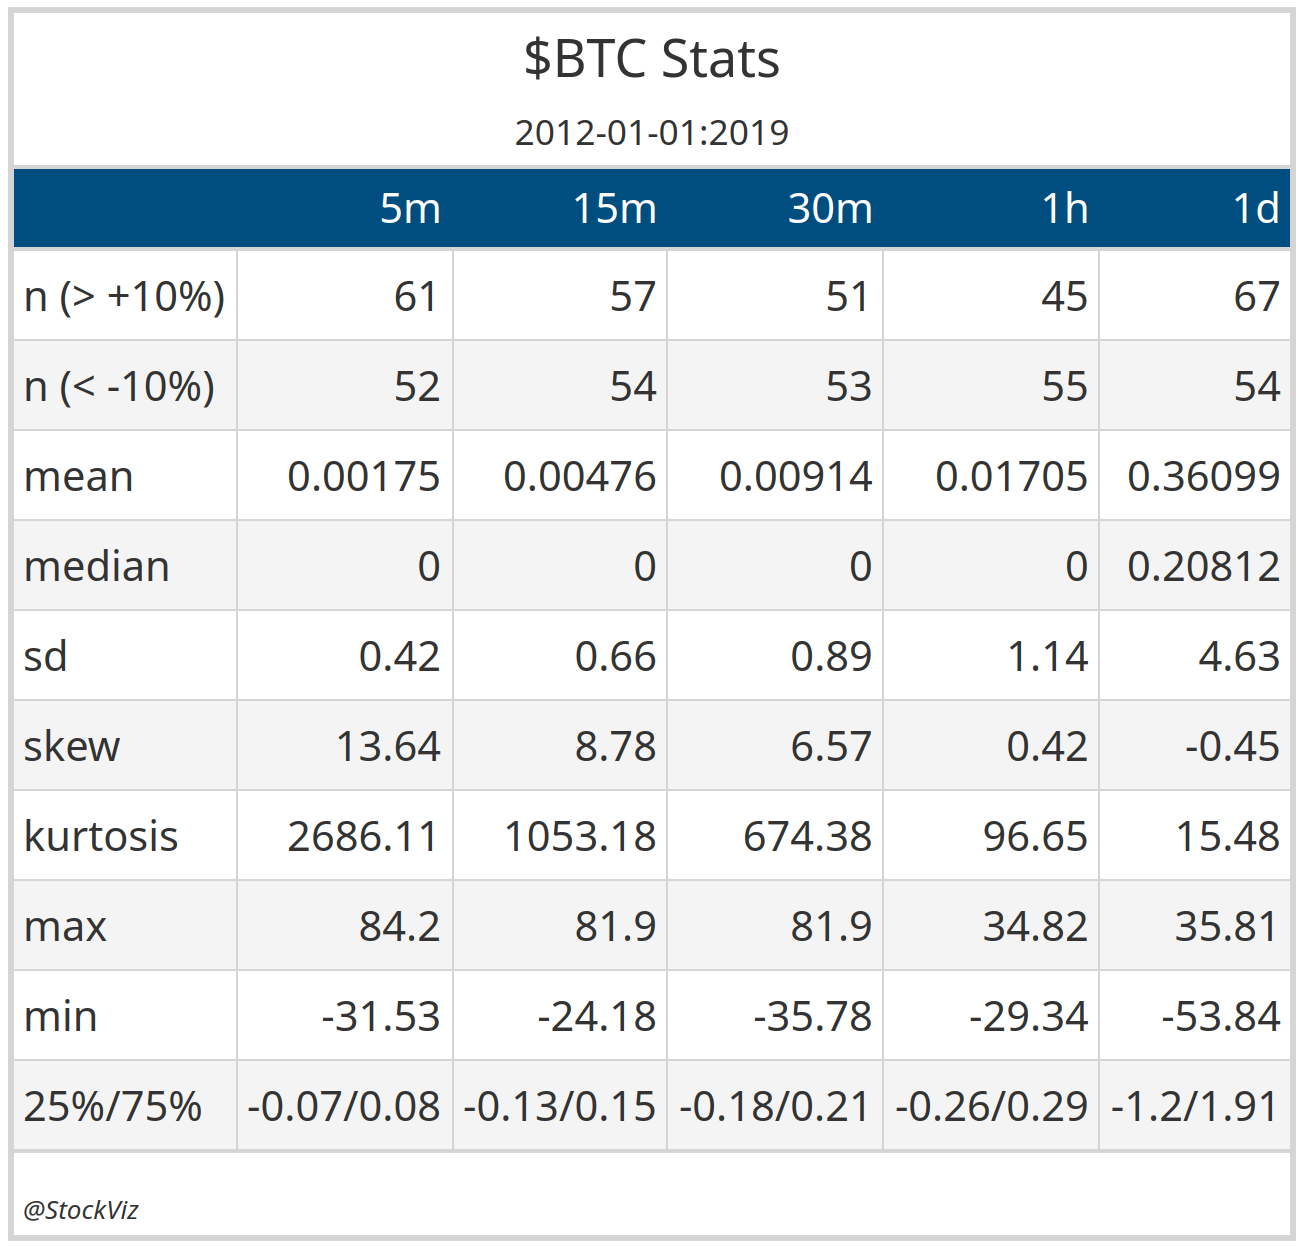 $BTC Stats
2012-01-01:2019
5m 15m 30m 1h 1d
n (> +10%) 61 57 51 45 67
n (< -10%) 52 54 53 55 54
mean 0.00175 0.00476 0.00914 0.01705 0.36099
median 0 0 0 0 0.20812
sd 0.42 0.66 0.89 1.14 4.63
skew 13.64 8.78 6.57 0.42 -0.45
kurtosis 2686.11 1053.18 674.38 96.65 15.48
max 84.2 81.9 81.9 34.82 35.81
min -31.53 -24.18 -35.78 -29.34 -53.84
25%/75% -0.07/0.08 -0.13/0.15 -0.18/0.21 -0.26/0.29 -1.2/1.91
@StockViz